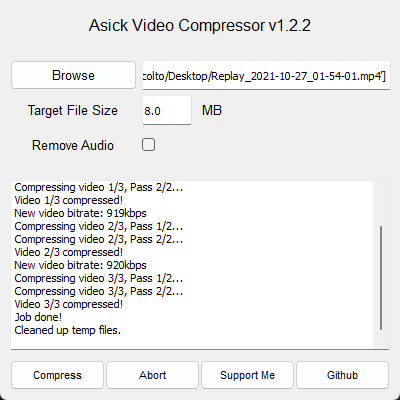 Asick Video Compressor v1.2.2
Browse
colto/Desktop/Replay_2021-10-27_01-54-01.mp4']
Target File Size
8.0
MB
Remove Audio
Compressing video 1/3, Pass 2/2...
Video 1/3 compressed!
New video bitrate: 919kbps
Compressing video 2/3, Pass 1/2...
Compressing video 2/3, Pass 2/2...
Video 2/3 compressed!
New video bitrate: 920kbps
Compressing video 3/3, Pass 1/2...
Compressing video 3/3, Pass 2/2...
Video 3/3 compressed!
Job done!
Cleaned up temp files.
Compress
Abort
Support Me
Github